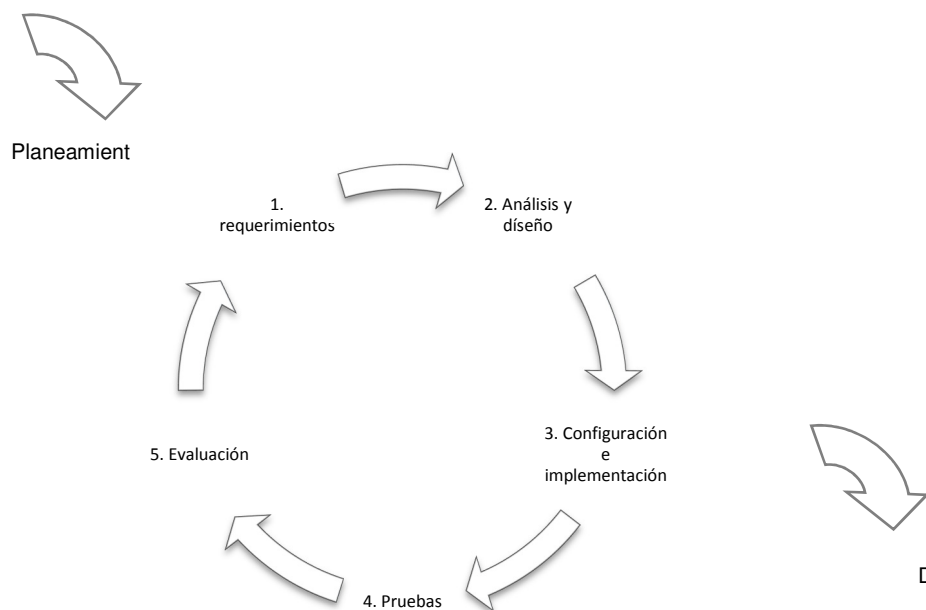 Planeamient
1.
requerimientos
2. Análisis y
díseño
3. Configuración
e
implementación
4. Pruebas
5. Evaluación
D